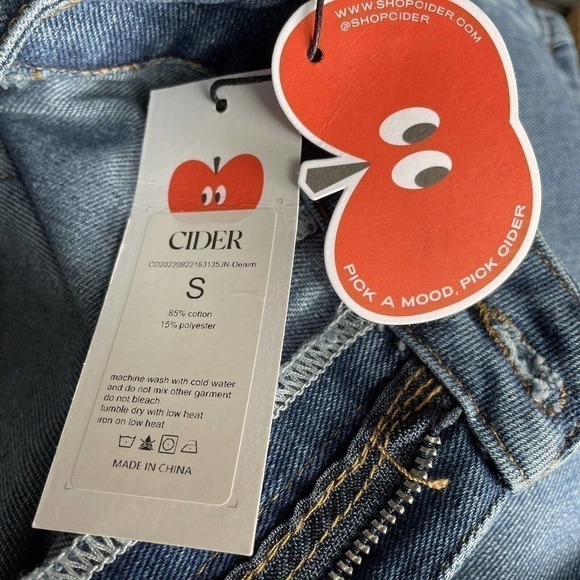 WWW.SHOPCIDER.COM
@SHOPCIDER
PICK A MOOD, PICK CIDER
CIDER
CD20220822163135JN-Denim
S
85% cotton
15% polyester
machine wash with cold water
and do not mix other garment
do not bleach
tumble dry with low heat
iron on low heat
MADE IN CHINA